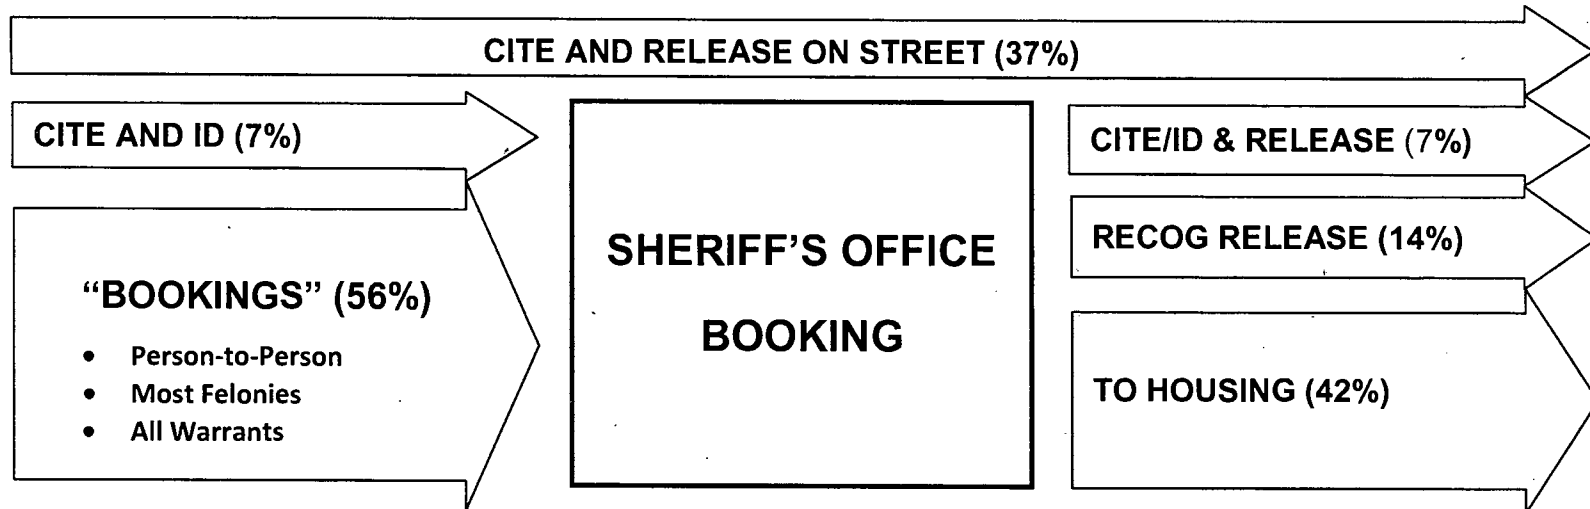 CITE AND RELEASE ON STREET (37%)
CITE AND ID (7%)
“BOOKINGS” (56%)
• Person-to-Person
• Most Felonies
• All Warrants
SHERIFF’S OFFICE
BOOKING
CITE/ID & RELEASE (7%)
RECOG RELEASE (14%)
TO HOUSING (42%)